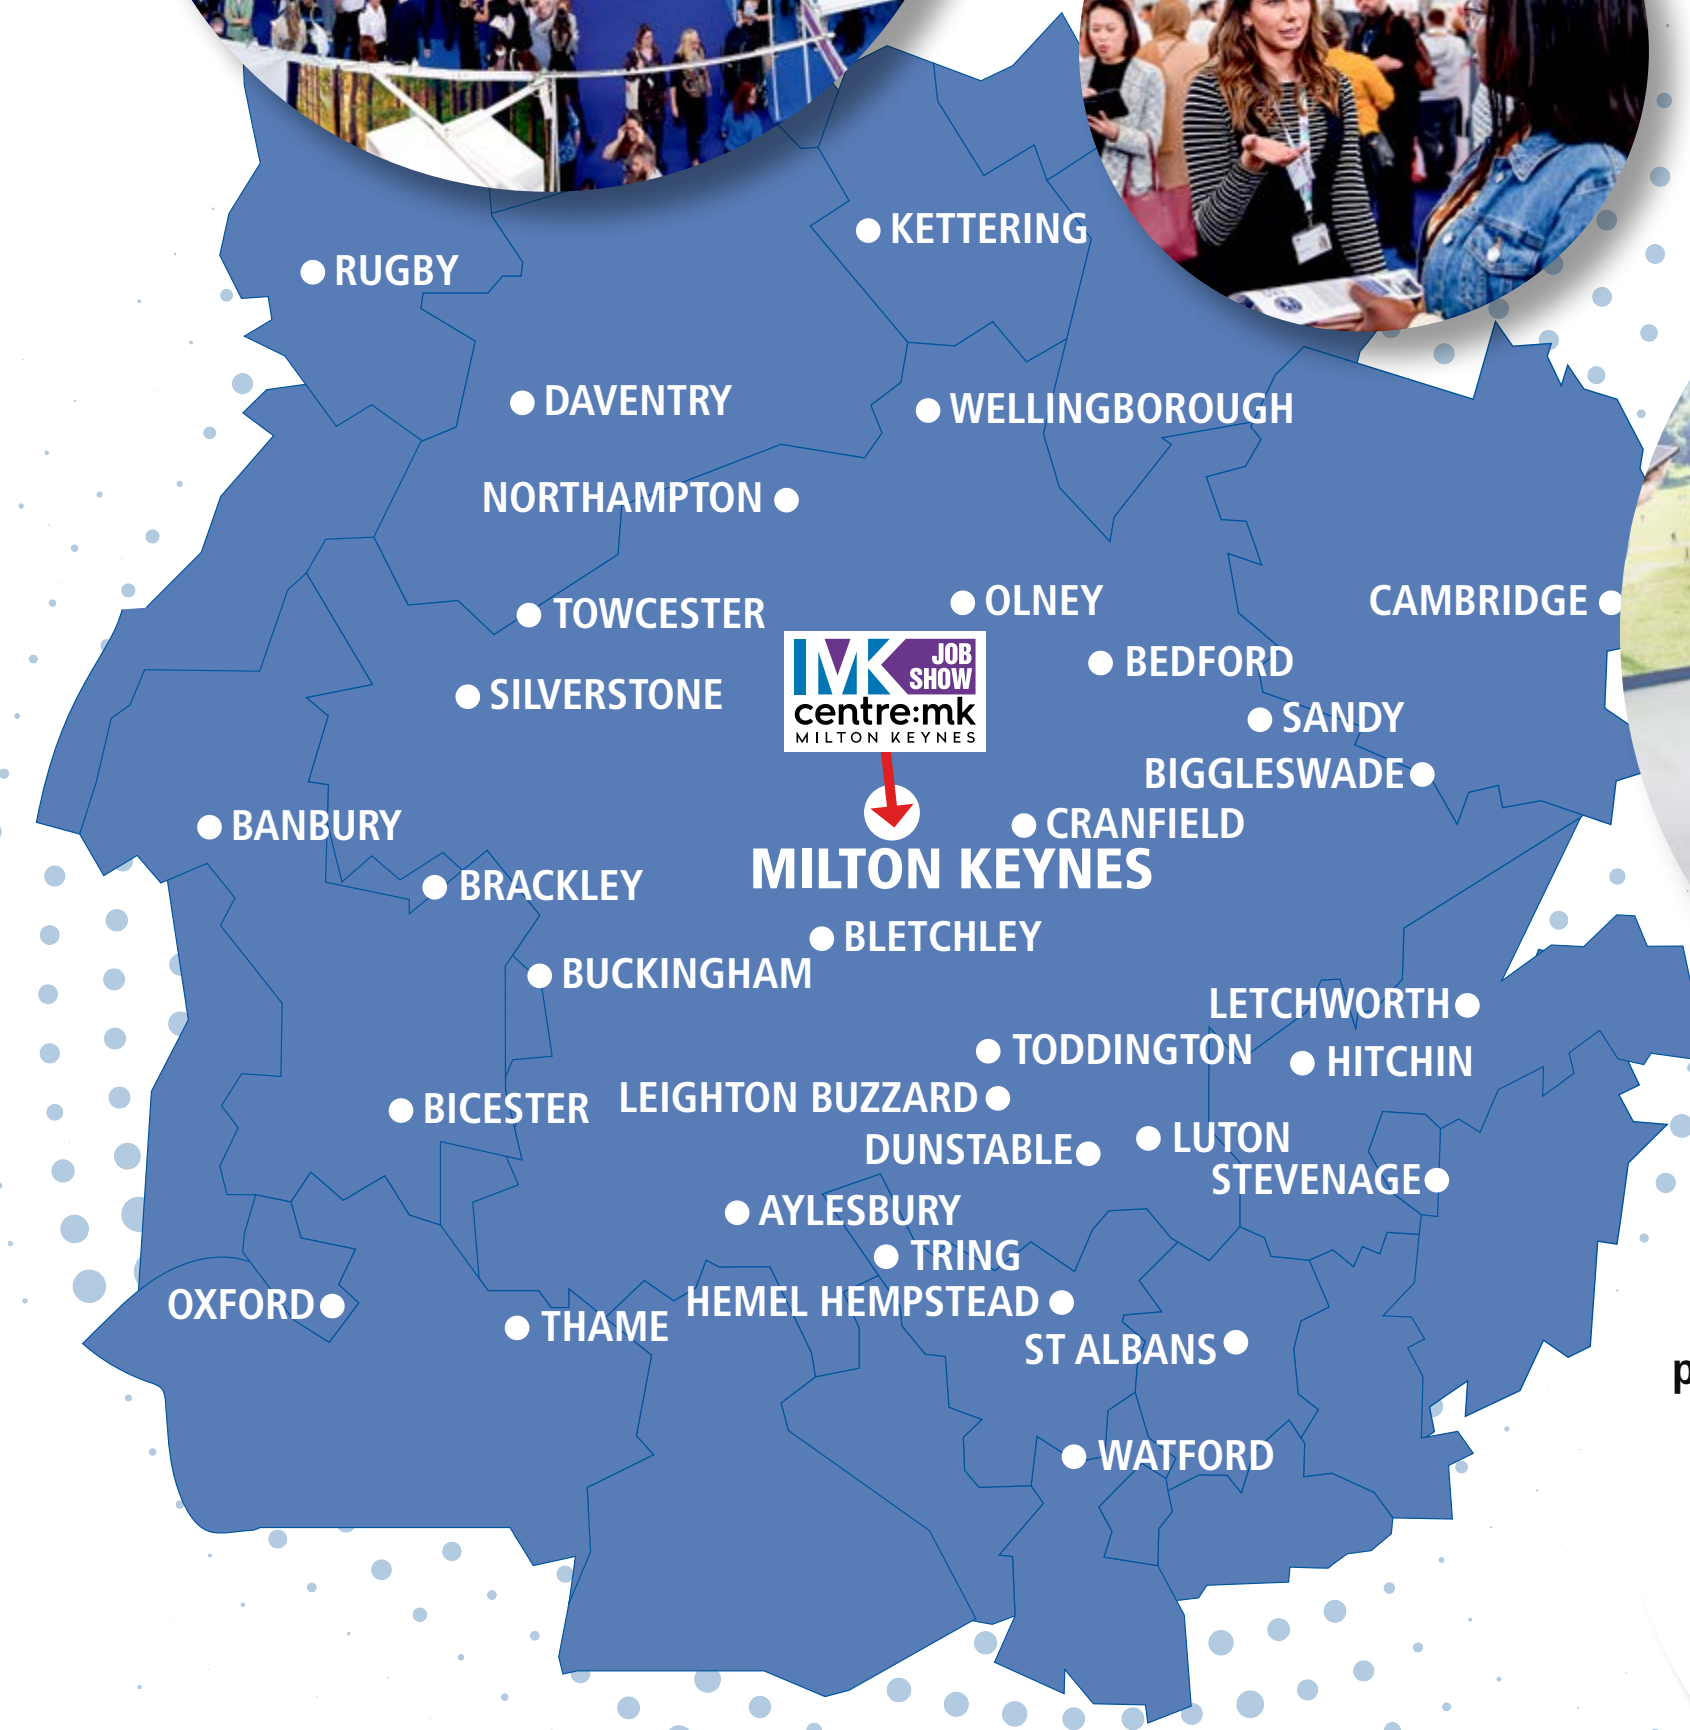 KETTERING
RUGBY
DAVENTRY
WELLINGBOROUGH
NORTHAMPTON
OLNEY
CAMBRIDGE
TOWCESTER
MK JOB
SHOW
centre:mk
MILTON KEYNES
BEDFORD
SILVERSTONE
SANDY
BIGGLESWADE
BANBURY
CRANFIELD
MILTON KEYNES
BRACKLEY
BLETCHLEY
BUCKINGHAM
LETCHWORTH
TODDINGTON
HITCHIN
LEIGHTON BUZZARD
BICESTER
LUTON
DUNSTABLE
STEVENAGE
AYLESBURY
TRING
HEMEL HEMPSTEAD
OXFORD
THAME
ST ALBANS
p
WATFORD